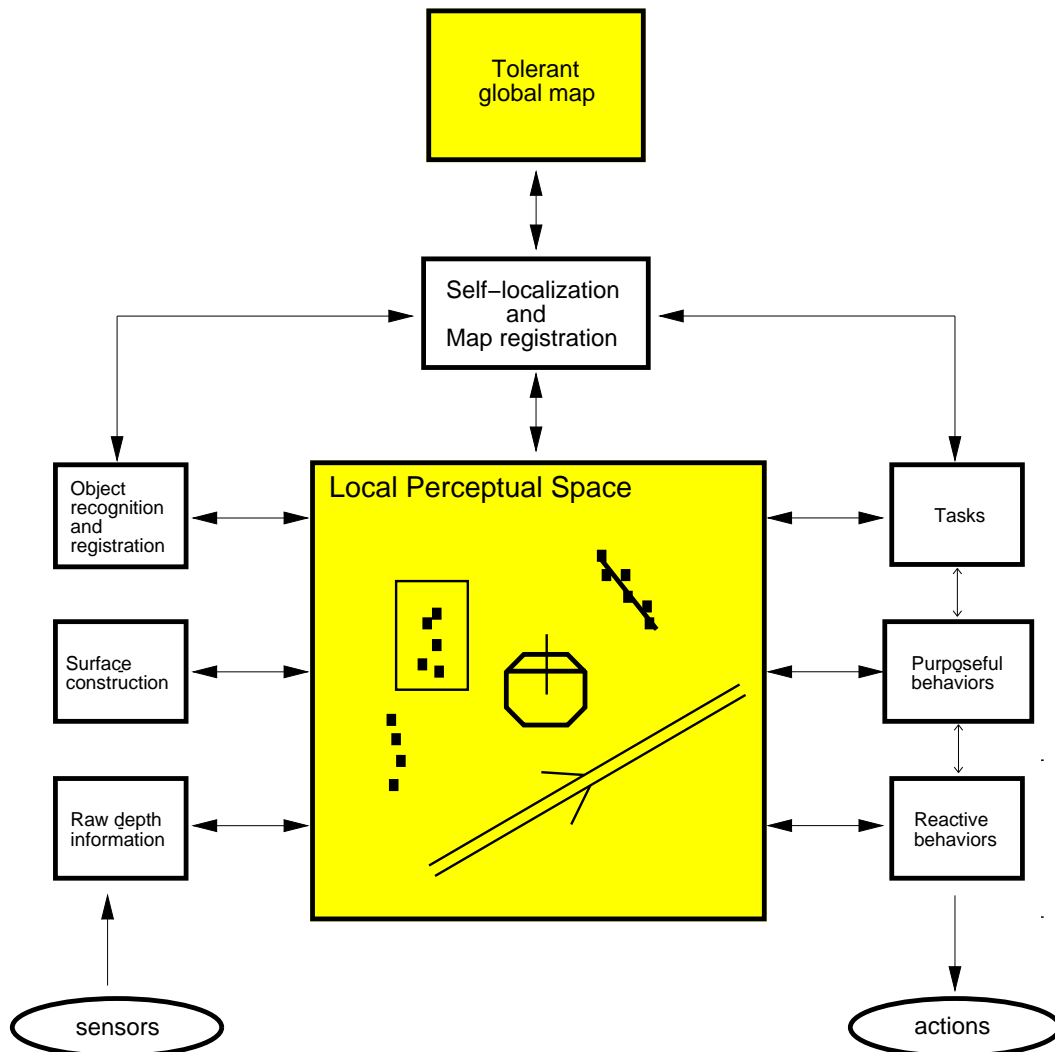 Tolerant
global map
Self−localization
and
Map registration
Object
recognition
and
registration
Local Perceptual Space
Tasks
Surface
construction
Purposeful
behaviors
Raw depth
information
Reactive
behaviors
sensors
actions